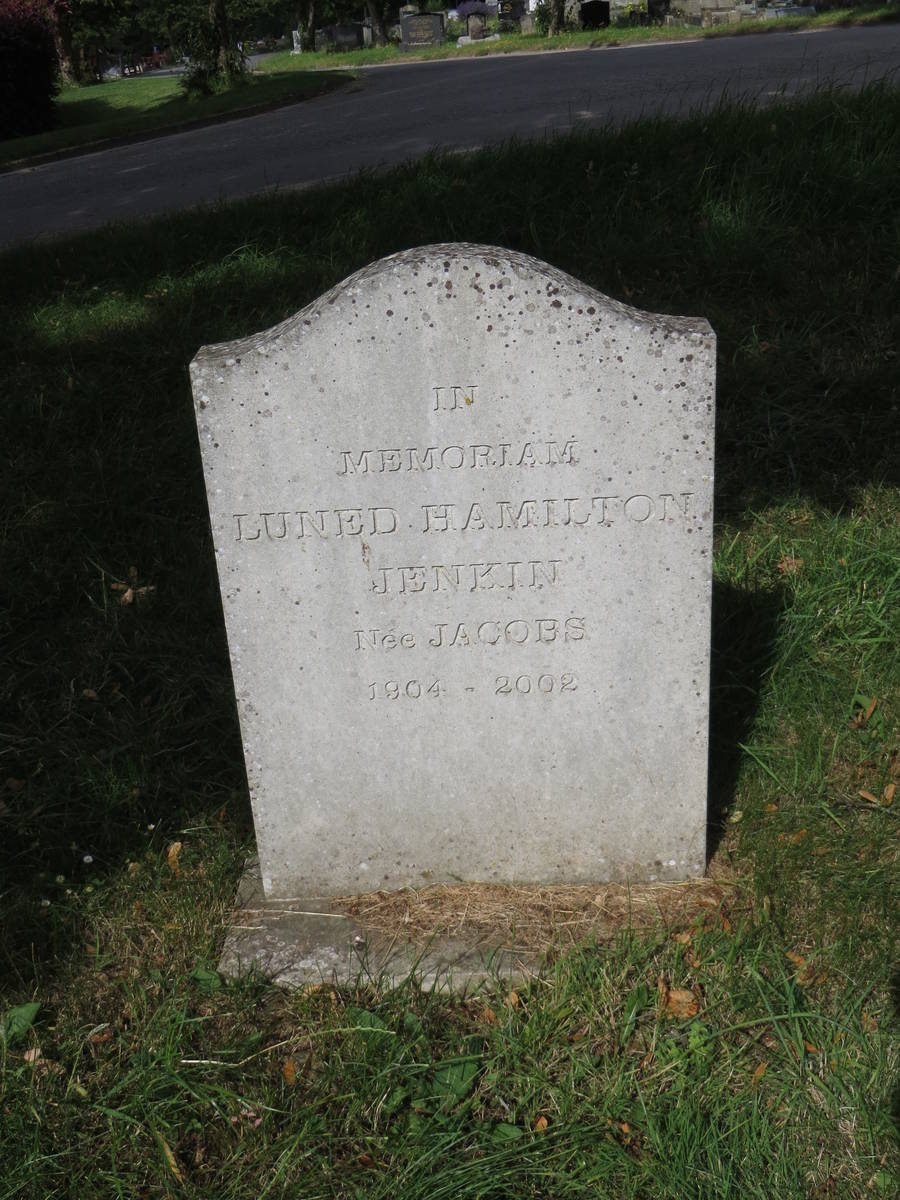 IN
MEMORIAM
LUNED HAMILTON
JENKIN
Née JACOBS
1904 - 2002